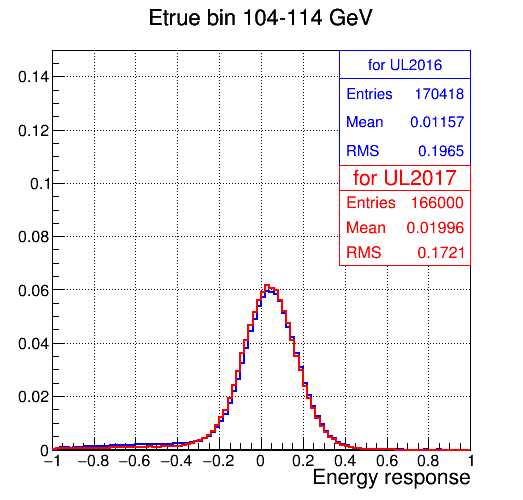 Etrue bin 104-114 GeV
for UL2016
Entries 170418
Mean 0.01157
RMS 0.1965
for UL2017
Entries 166000
Mean 0.01996
RMS 0.1721
0.14
0.12
0.1
0.08
0.06
0.04
0.02
0
−1 −0.8 −0.6 −0.4 −0.2 0 0.2 0.4 0.6 0.8 1
Energy response